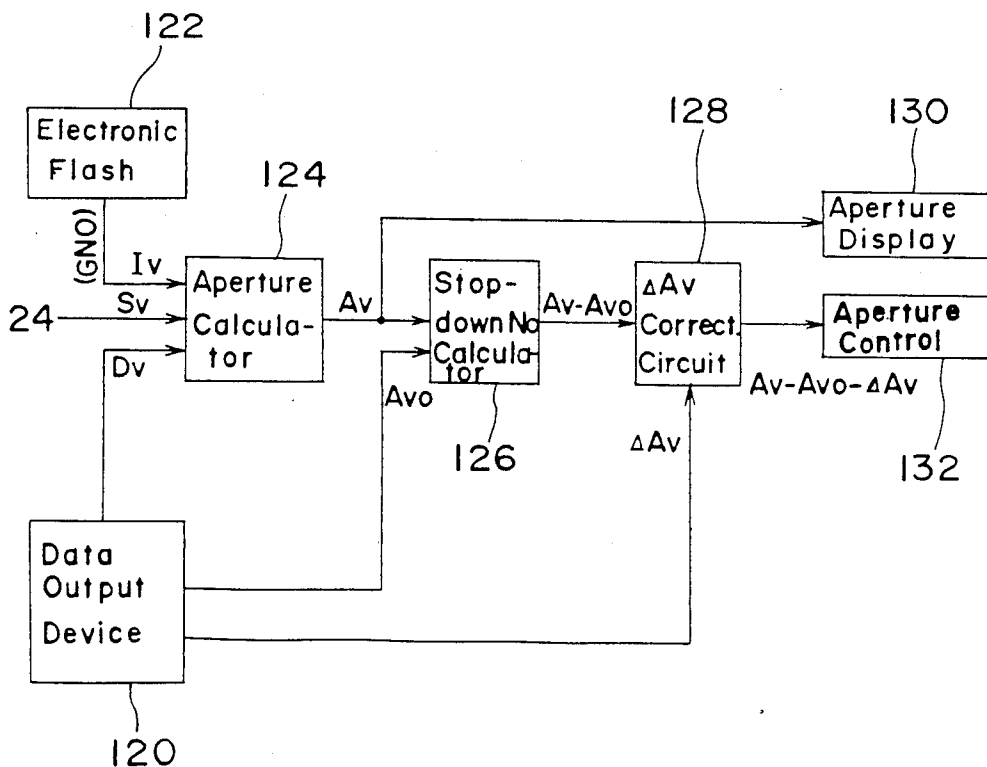 122
Electronic
Flash
(GNO)
Iv
24
Sv
Dv
124
Aperture
Calcula-
tor
Av
Stop-
down No
Calcula-
tor
Avo
126
Av-Avo
128
ΔAv
Correct.
Circuit
ΔAv
130
Aperture
Display
Aperture
Control
Av-Avo-ΔAv
132
Data
Output
Device
120